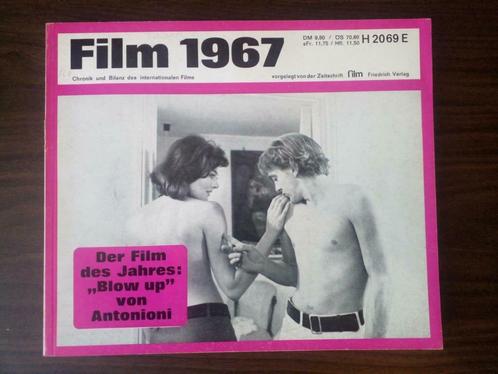 Film 1967
DM 9,80 / ÖS 70,60 H 2069 E
sFr. 11,75 / Hfl. 11,50
Chronik und Bilanz des internationalen Films
vorgelegt von der Zeitschrift film Friedrich Verlag
Der Film
des Jahres:
„Blow up”
von
Antonioni